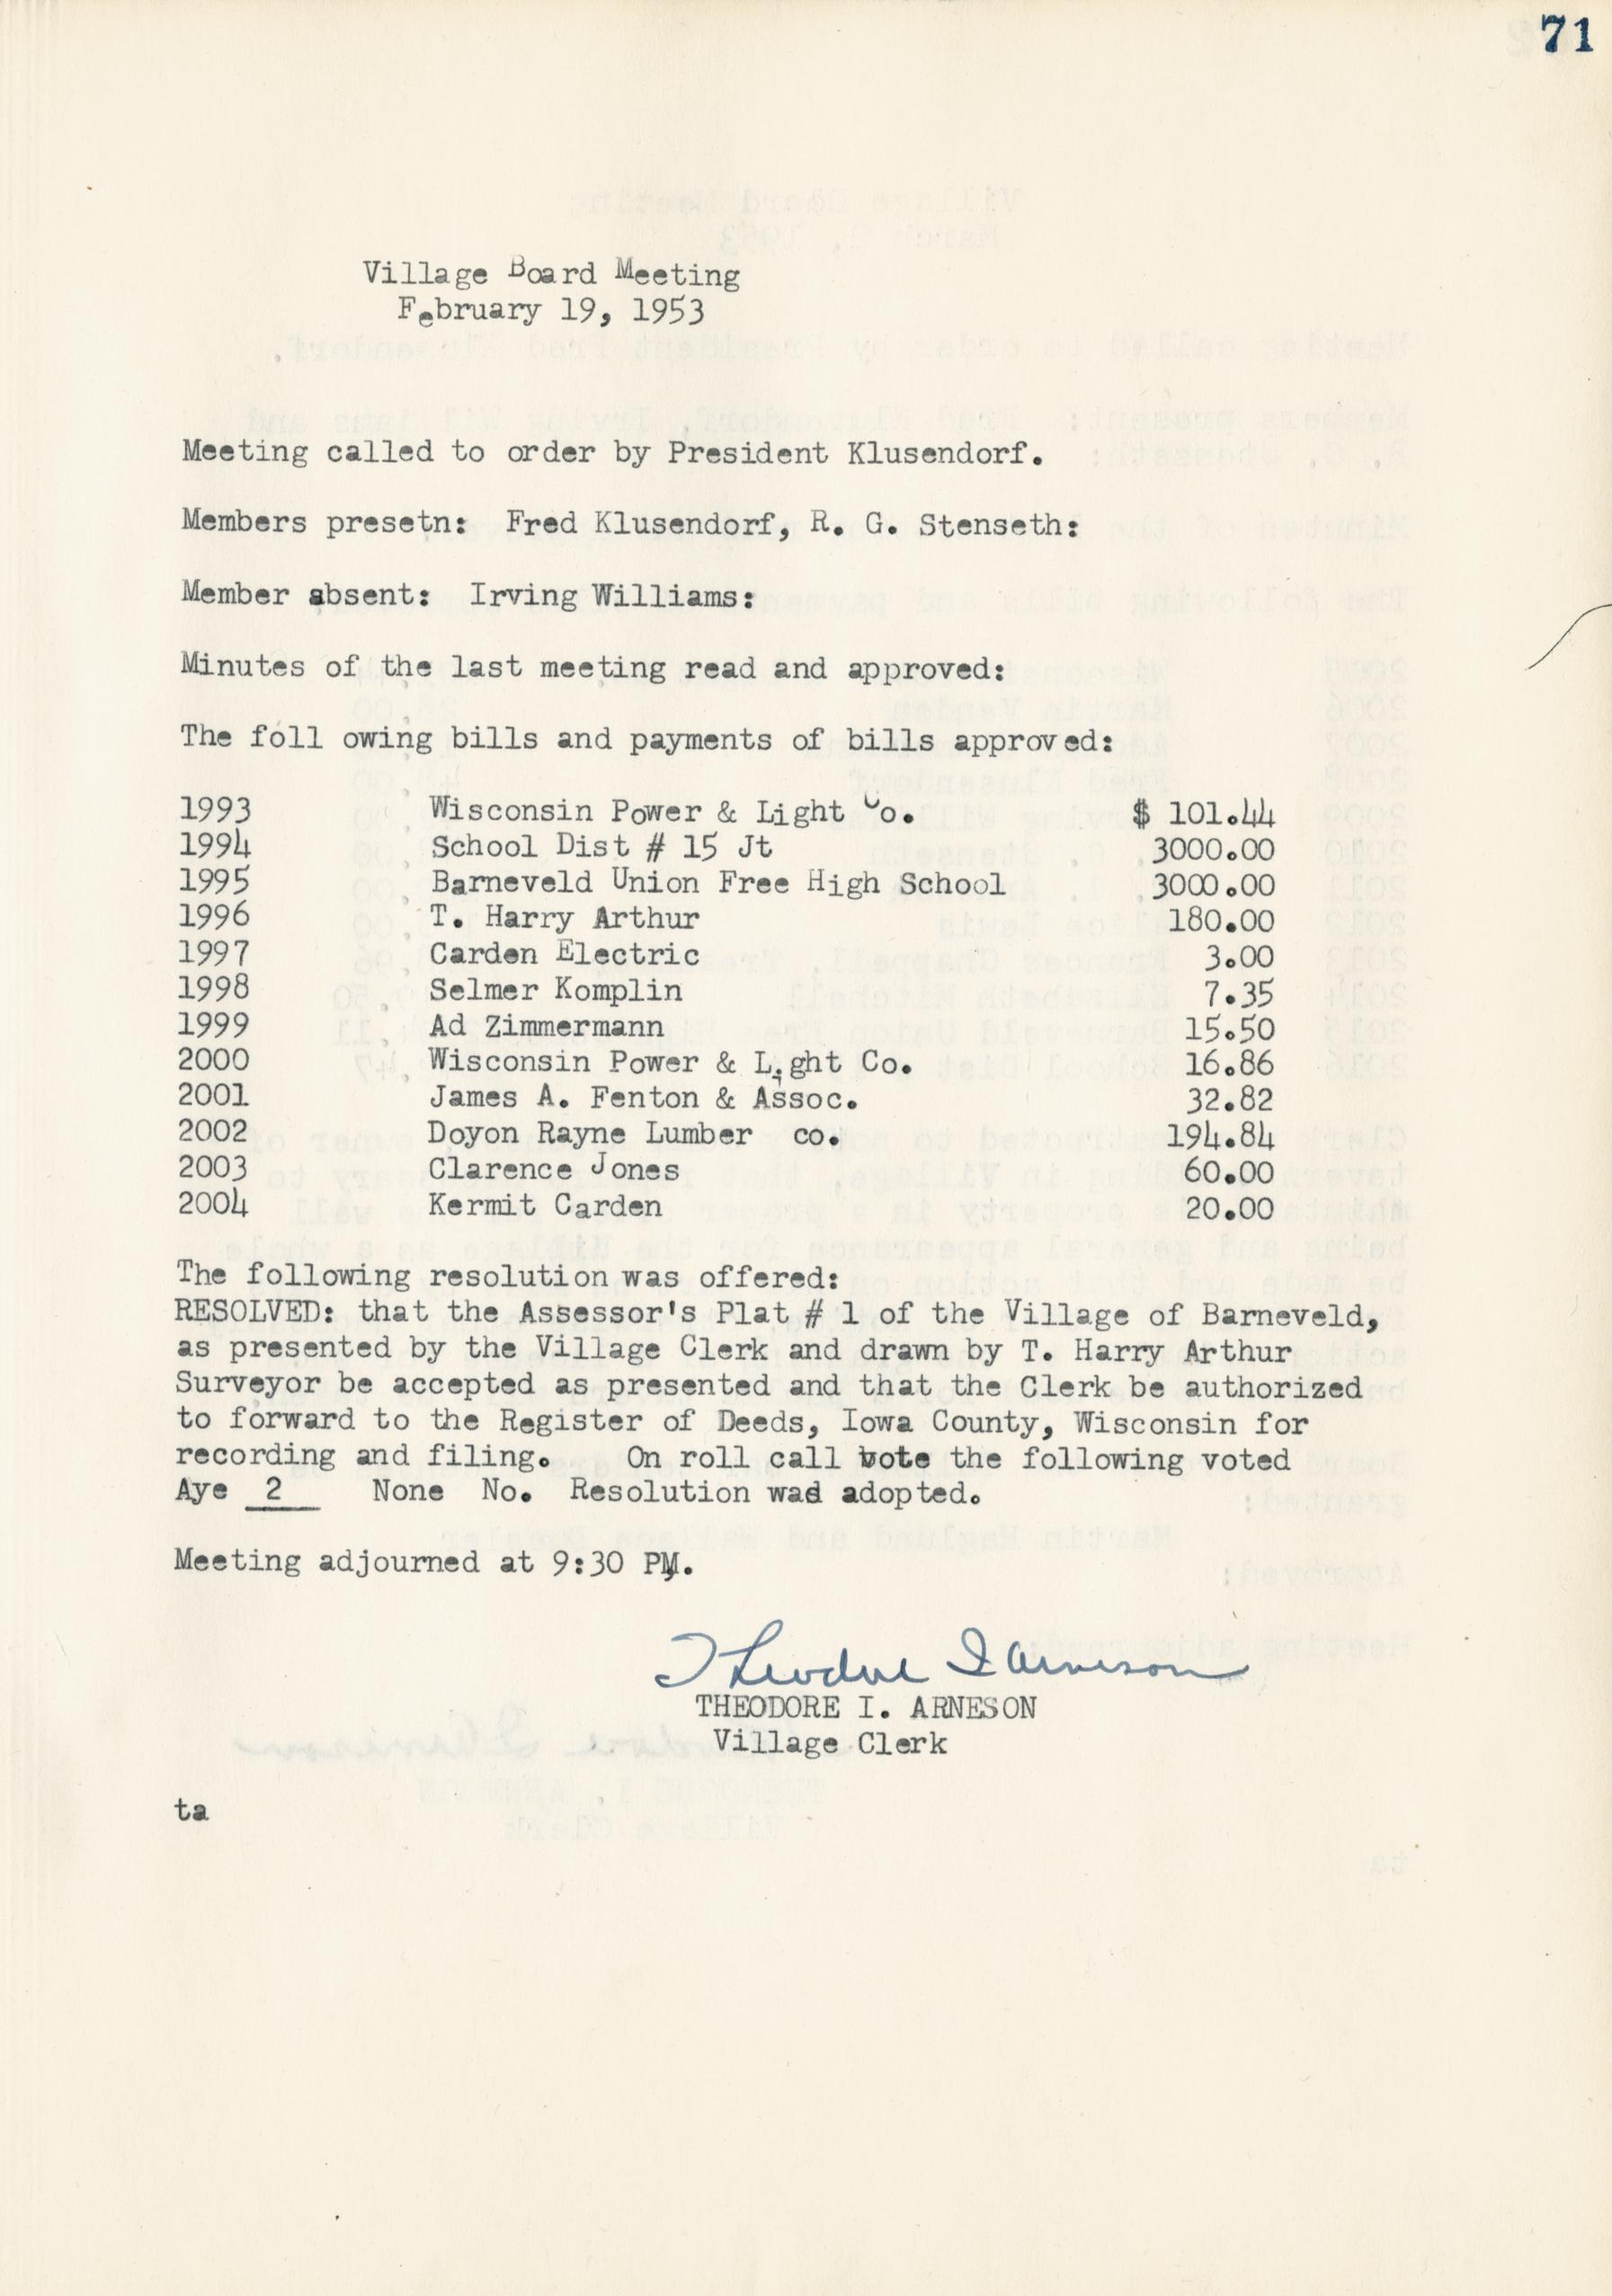 71
Village Board Meeting
February 19, 1953
Meeting called to order by President Klusendorf.
Members presetn: Fred Klusendorf, R. G. Stenseth:
Member absent: Irving Williams:
Minutes of the last meeting read and approved:
The foll owing bills and payments of bills approved:
1993 Wisconsin Power & Light Co. $ 101.44
1994 School Dist # 15 Jt 3000.00
1995 Barneveld Union Free High School 3000.00
1996 T. Harry Arthur 180.00
1997 Carden Electric 3.00
1998 Selmer Komplin 7.35
1999 Ad Zimmermann 15.50
2000 Wisconsin Power & Light Co. 16.86
2001 James A. Fenton & Assoc. 32.82
2002 Doyon Rayne Lumber co. 194.84
2003 Clarence Jones 60.00
2004 Kermit Carden 20.00
The following resolution was offered:
RESOLVED: that the Assessor's Plat # 1 of the Village of Barneveld,
as presented by the Village Clerk and drawn by T. Harry Arthur
Surveyor be accepted as presented and that the Clerk be authorized
to forward to the Register of Deeds, Iowa County, Wisconsin for
recording and filing. On roll call vote the following voted
Aye 2 None No. Resolution was adopted.
Meeting adjourned at 9:30 PM.
Theodore I Arneson
THEODORE I. ARNESON
Village Clerk
ta